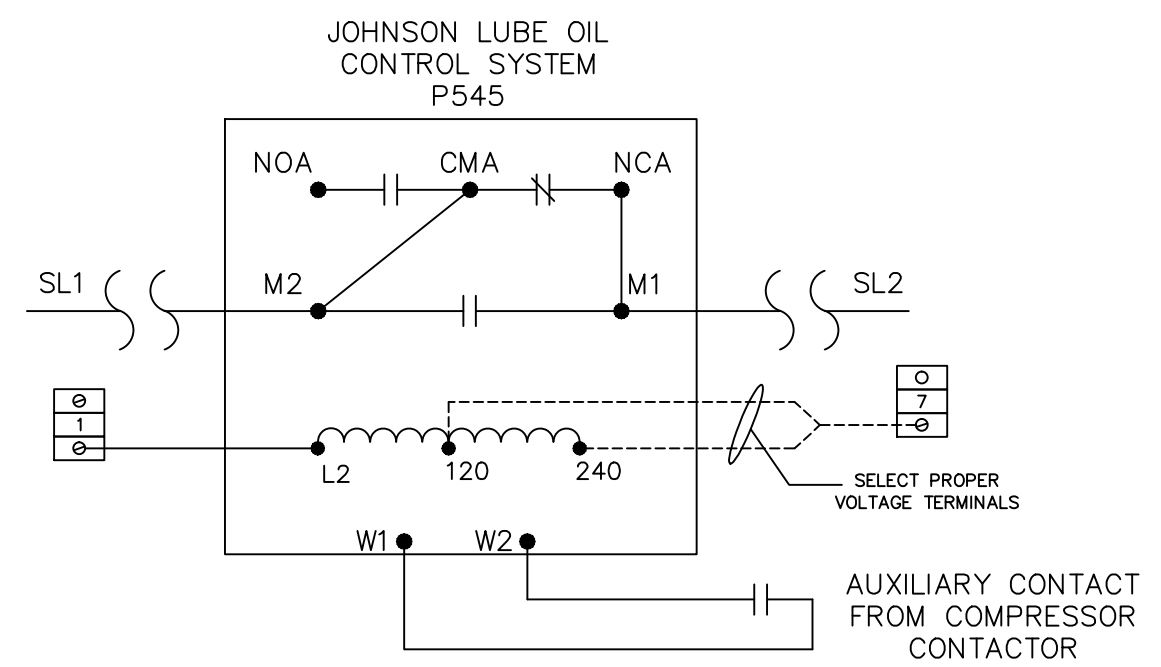 JOHNSON LUBE OIL
CONTROL SYSTEM
P545
NOA
CMA
NCA
SL1
M2
M1
SL2
1
7
L2
120
240
SELECT PROPER
VOLTAGE TERMINALS
W1
W2
AUXILIARY CONTACT
FROM COMPRESSOR
CONTACTOR